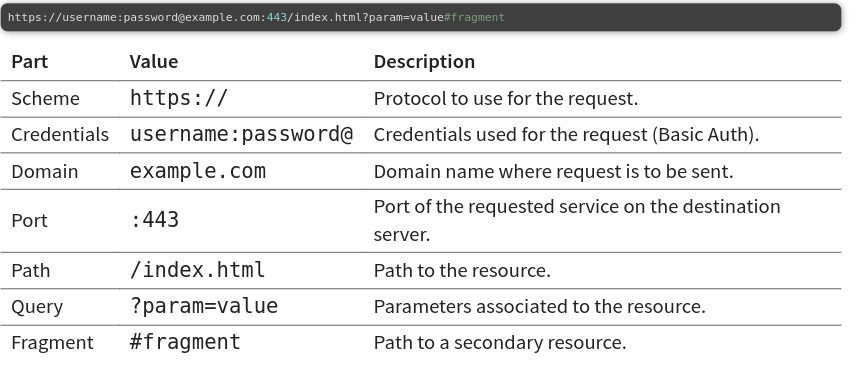 https://username:password@example.com:443/index.html?param=value#fragment
Part Value Description
Scheme https:// Protocol to use for the request.
Credentials username:password@ Credentials used for the request (Basic Auth).
Domain example.com Domain name where request is to be sent.
Port :443 Port of the requested service on the destination
server.
Path /index.html Path to the resource.
Query ?param=value Parameters associated to the resource.
Fragment #fragment Path to a secondary resource.